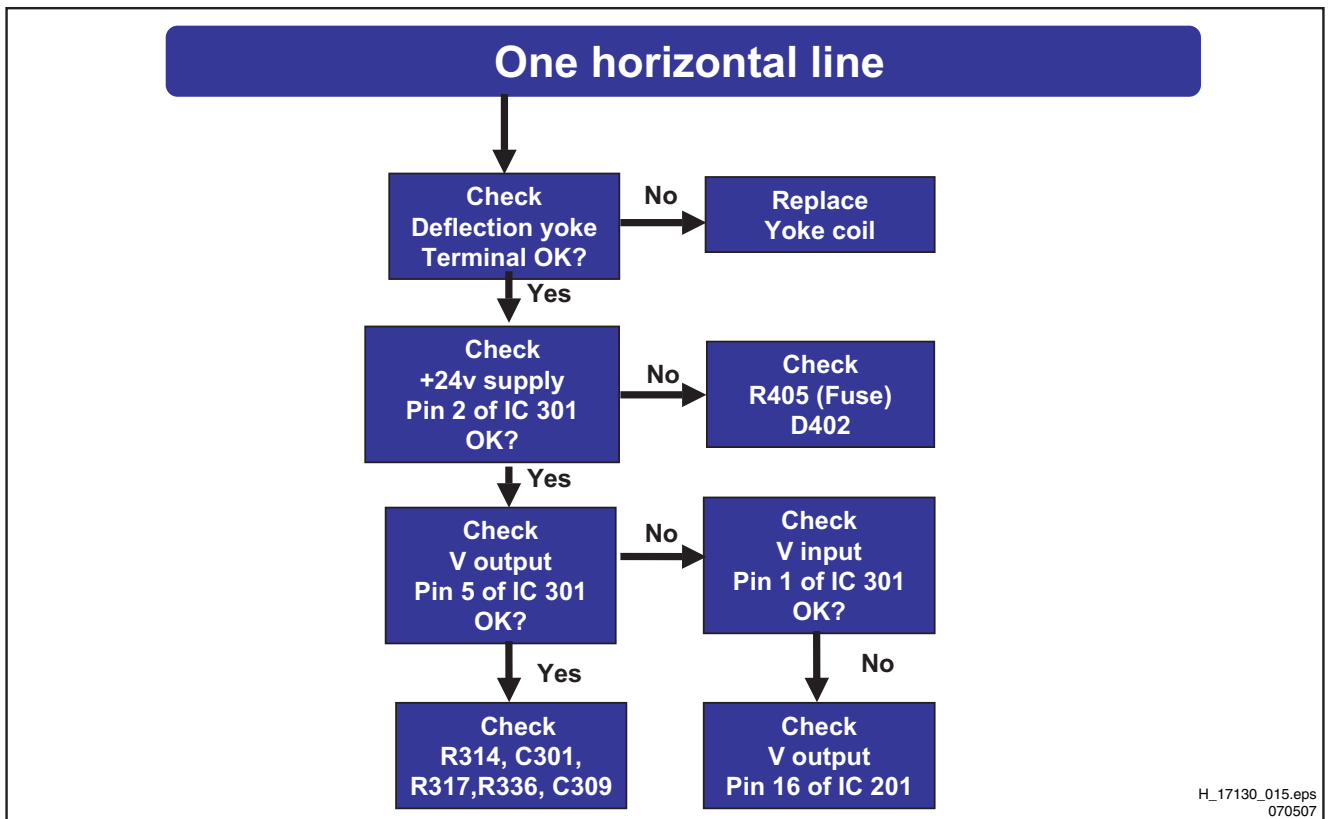 One horizontal line
Check
Deflection yoke
Terminal OK?
No
Replace
Yoke coil
Yes
Check
+24v supply
Pin 2 of IC 301
OK?
No
Check
R405 (Fuse)
D402
Yes
Check
V output
Pin 5 of IC 301
OK?
No
Check
V input
Pin 1 of IC 301
OK?
Yes
No
Check
R314, C301,
R317,R336, C309
Check
V output
Pin 16 of IC 201
H_17130_015.eps
070507